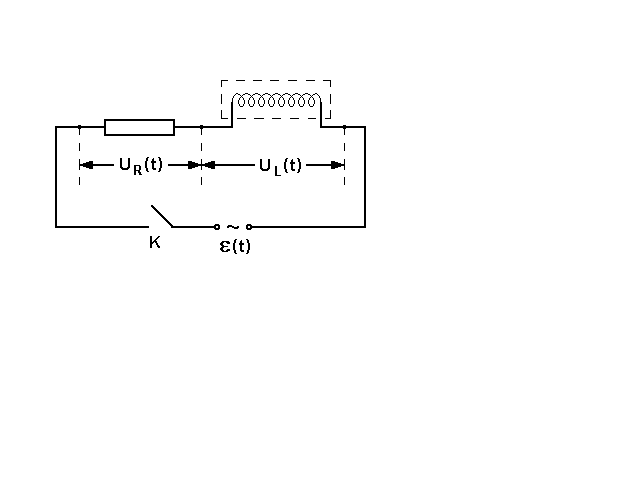 U_R(t) U_L(t)
K
~
ε(t)